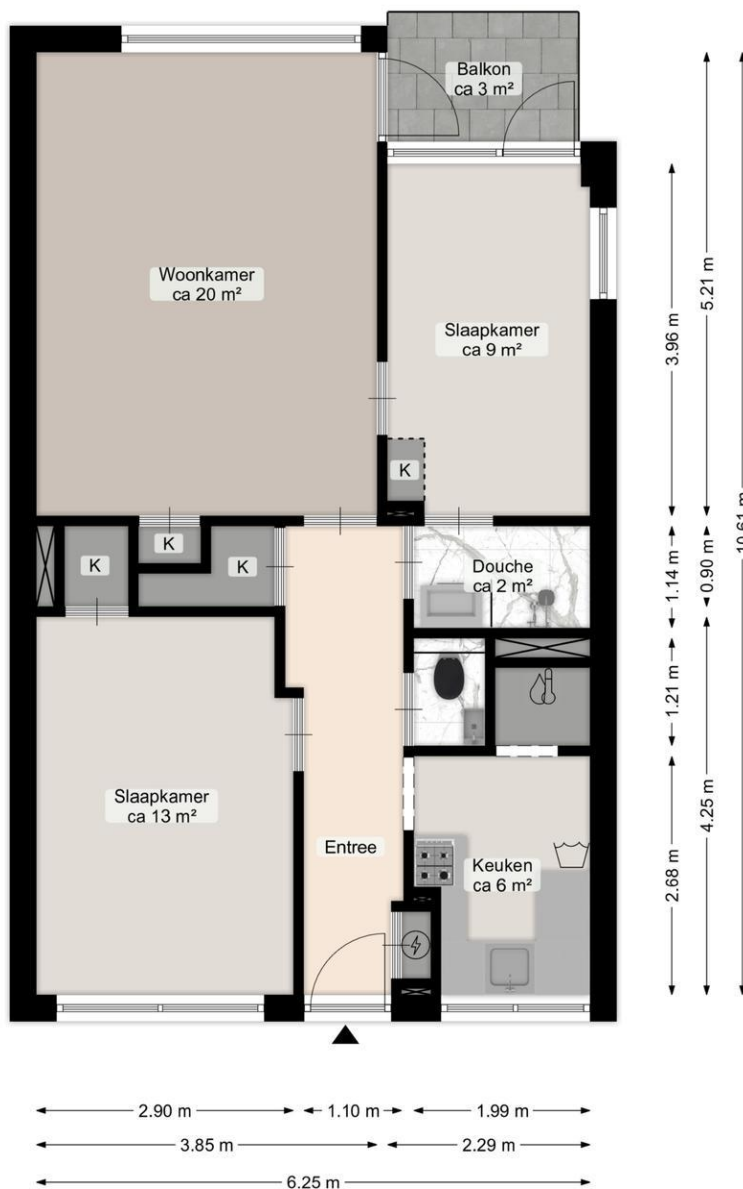 Balkon
ca 3 m²
Woonkamer
ca 20 m²
Slaapkamer
ca 9 m²
K
K
K
K
Douche
ca 2 m²
Slaapkamer
ca 13 m²
Entree
Keuken
ca 6 m²
3.96 m
5.21 m
10.61 m
1.14 m
0.90 m
1.21 m
4.25 m
2.68 m
2.90 m
1.10 m
1.99 m
3.85 m
2.29 m
6.25 m